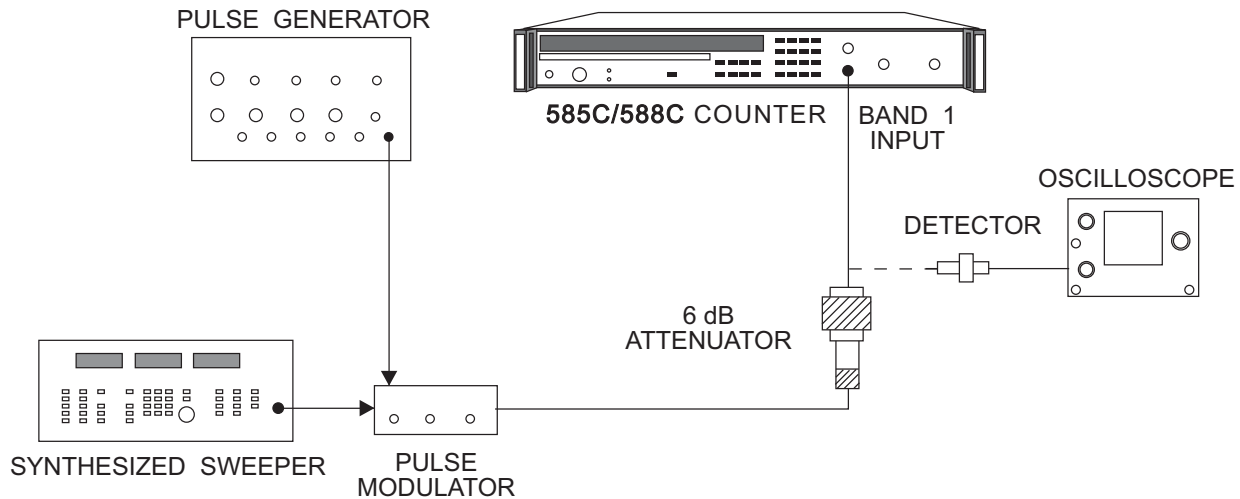 PULSE GENERATOR
585C/588C COUNTER
BAND 1
INPUT
OSCILLOSCOPE
DETECTOR
6 dB
ATTENUATOR
SYNTHESIZED SWEEPER
PULSE
MODULATOR